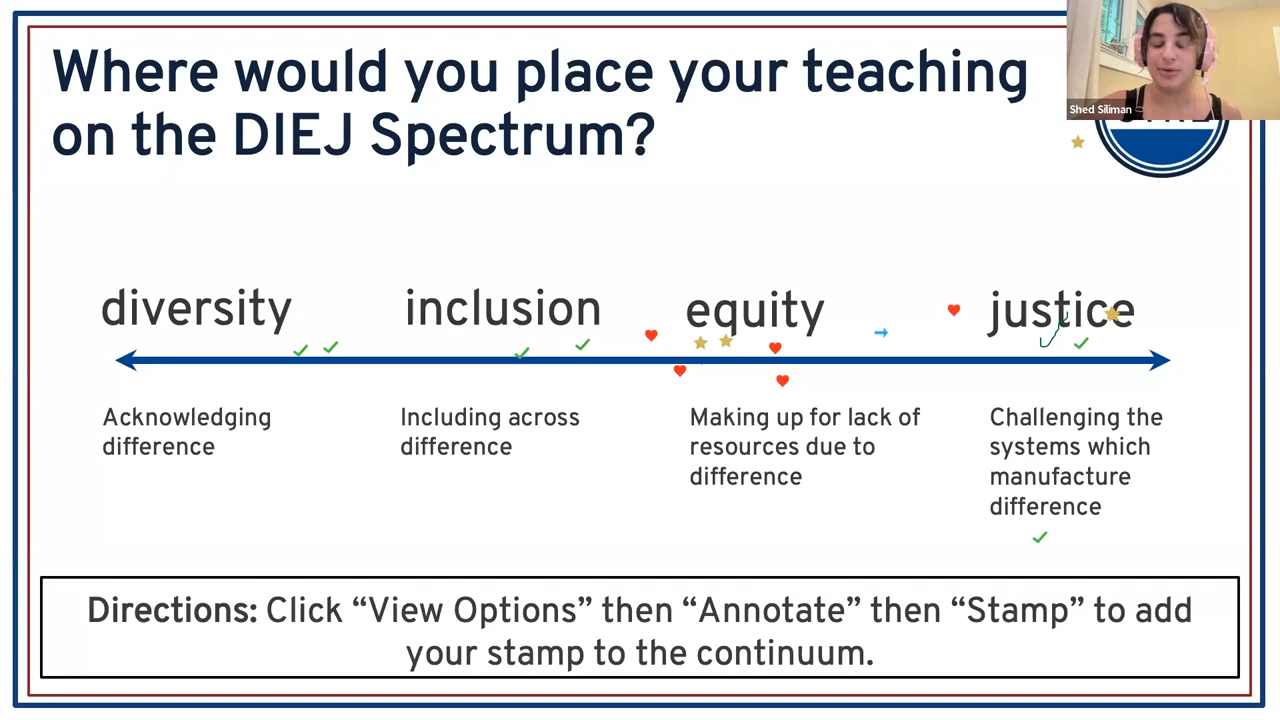 Where would you place your teaching
on the DIEJ Spectrum?
Shed Siliman
diversity
inclusion
equity
justice
Acknowledging
difference
Including across
difference
Making up for lack of
resources due to
difference
Challenging the
systems which
manufacture
difference
Directions: Click “View Options” then “Annotate” then “Stamp” to add
your stamp to the continuum.